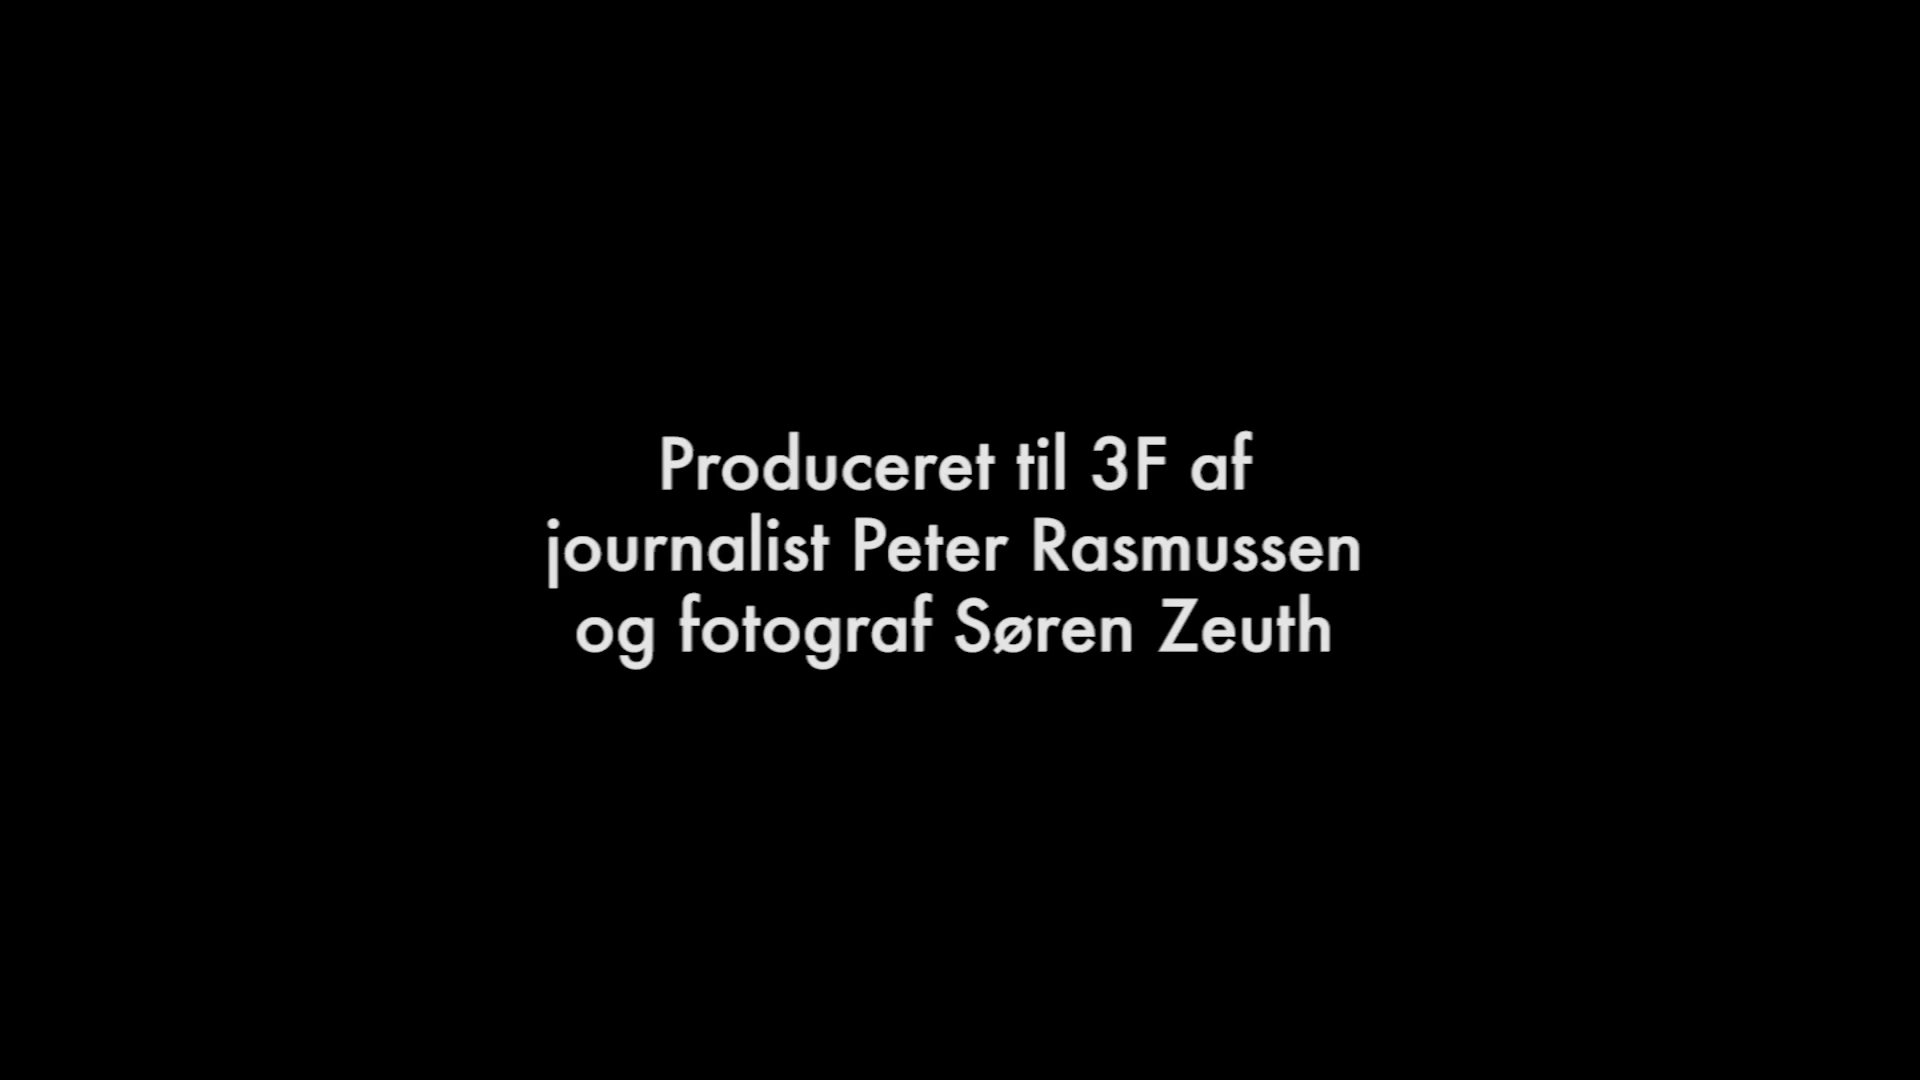 Produceret til 3F af
journalist Peter Rasmussen
og fotograf Søren Zeuth